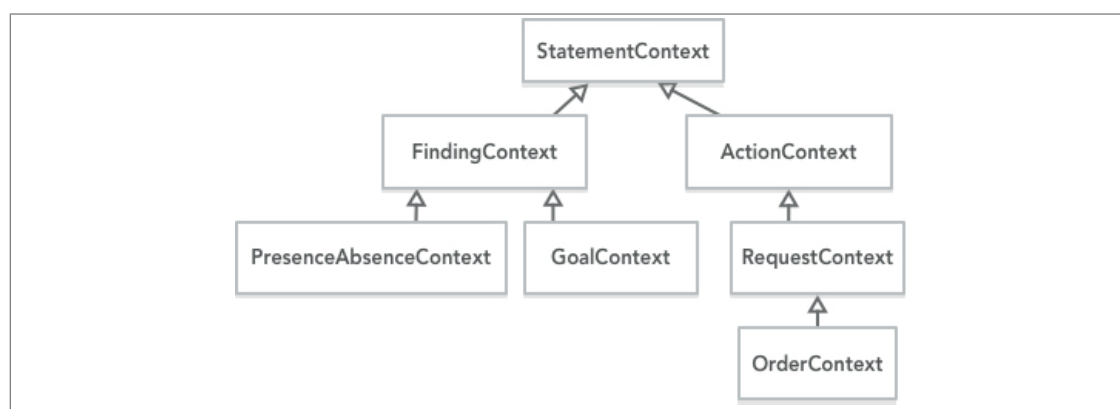 StatementContext
FindingContext
ActionContext
PresenceAbsenceContext
GoalContext
RequestContext
OrderContext